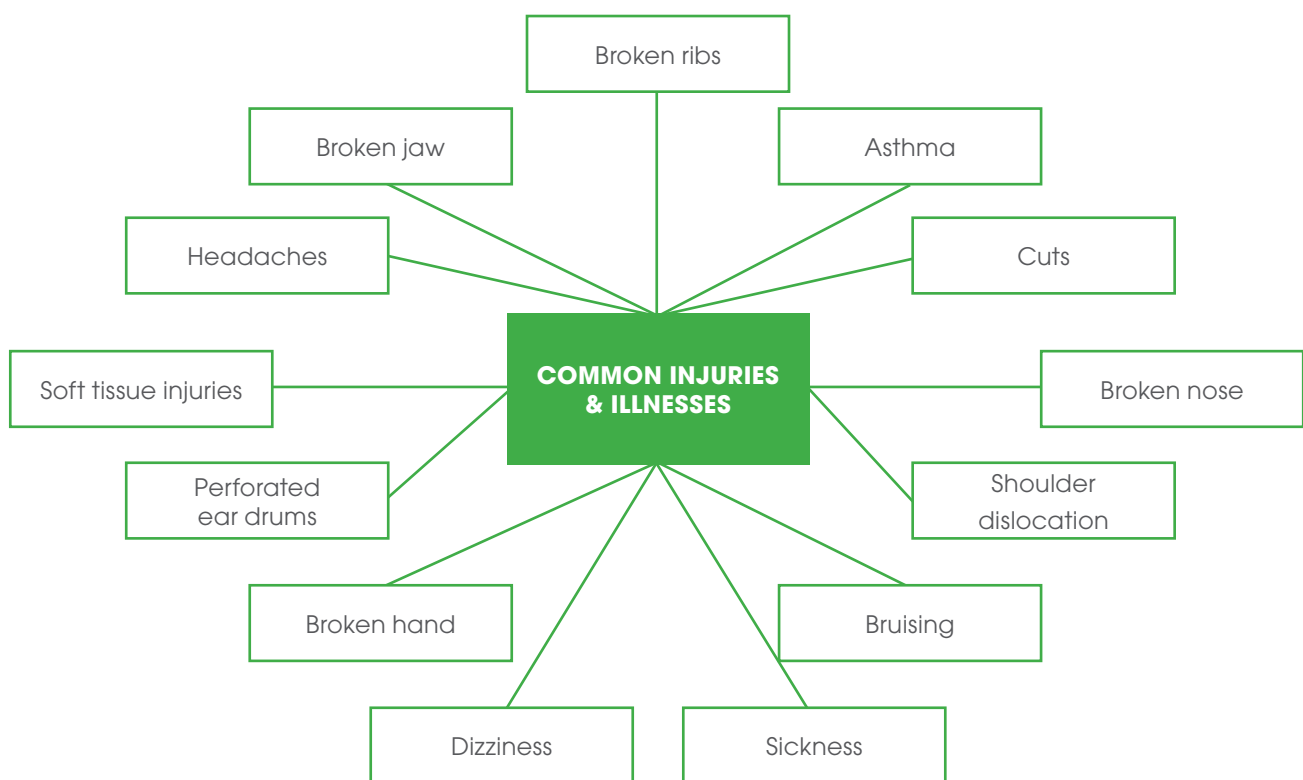 Broken ribs
Broken jaw
Asthma
Headaches
Cuts
COMMON INJURIES
& ILLNESSES
Soft tissue injuries
Broken nose
Perforated
ear drums
Shoulder
dislocation
Broken hand
Bruising
Dizziness
Sickness